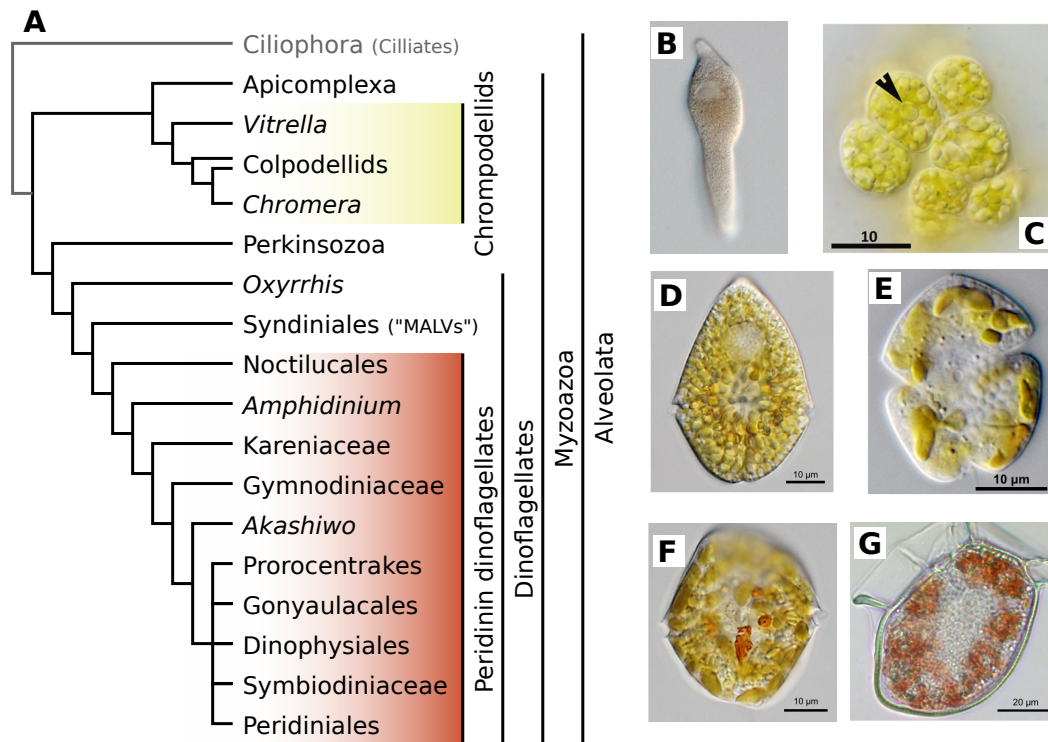 A
Ciliophora (Cilliates)
Apicomplexa
Vitrella
Colpodellids
Chromera
Perkinsozoa
Oxyrrhis
Syndiniales ("MALVs")
Noctilucales
Amphidinium
Kareniaceae
Gymnodiniaceae
Akashiwo
Prorocentrakes
Gonyaulacales
Dinophysiales
Symbiodiniaceae
Peridiniales
Chrompodellids
Peridinin dinoflagellates
Dinoflagellates
Myzoazoa
Alveolata
B
10
C
D
10 µm
E
10 µm
F
10 µm
G
20 µm